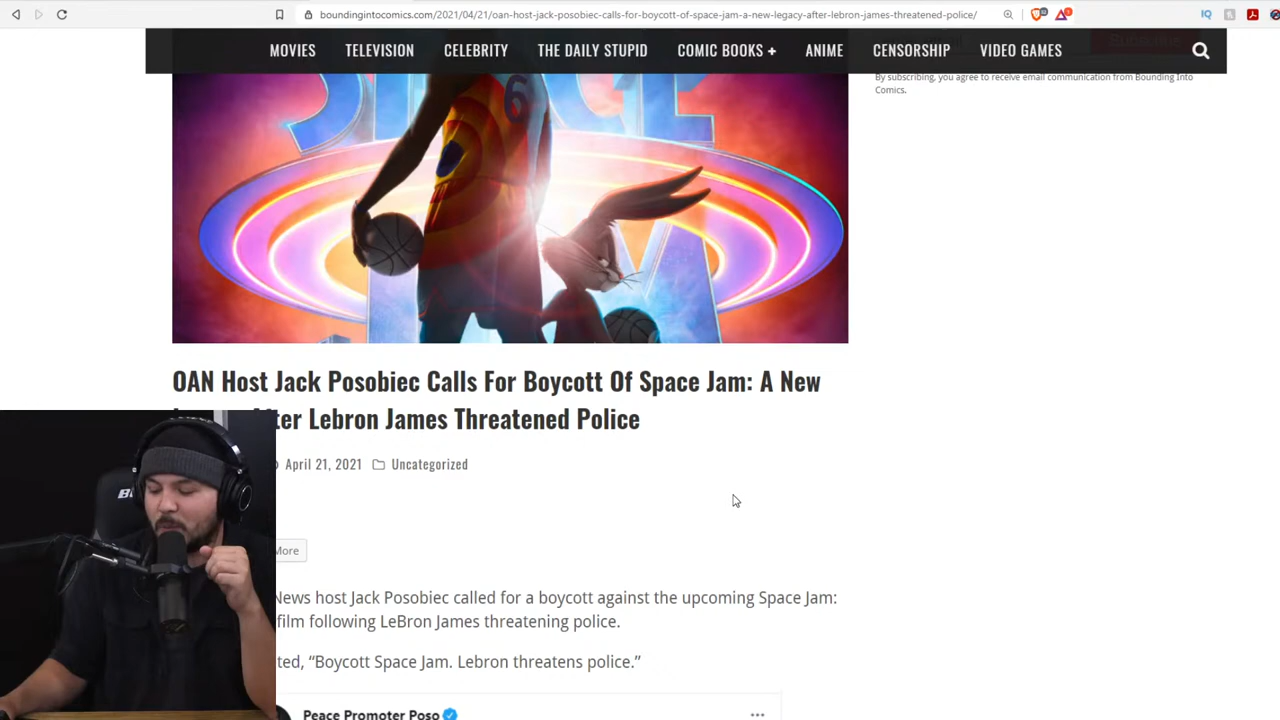 boundingintocomics.com/2021/04/21/oan-host-jack-posobiec-calls-for-boycott-of-space-jam-a-new-legacy-after-lebron-james-threatened-police/
MOVIES TELEVISION CELEBRITY THE DAILY STUPID COMIC BOOKS + ANIME CENSORSHIP VIDEO GAMES
By subscribing, you agree to receive email communication from Bounding Into
Comics.
6
OAN Host Jack Posobiec Calls For Boycott Of Space Jam: A New
After Lebron James Threatened Police
April 21, 2021 Uncategorized
More
News host Jack Posobiec called for a boycott against the upcoming Space Jam:
film following LeBron James threatening police.
“Boycott Space Jam. Lebron threatens police.”
Peace Promoter Poso